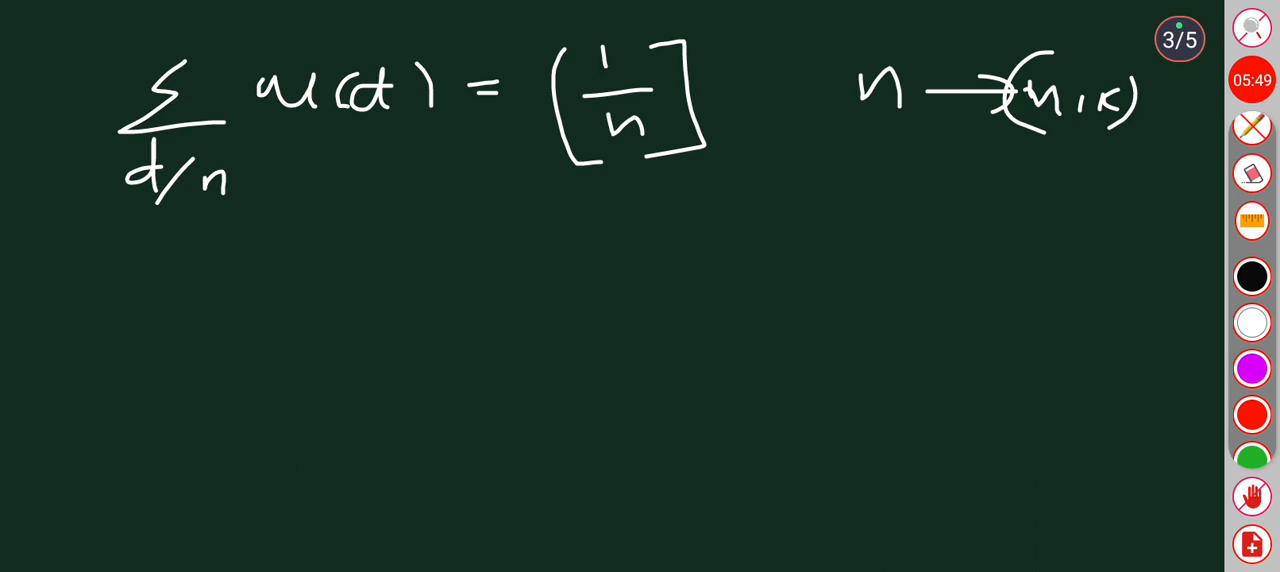 3/5
05:49
∑ d/n μ(d) = [1/n] n → (n, k)